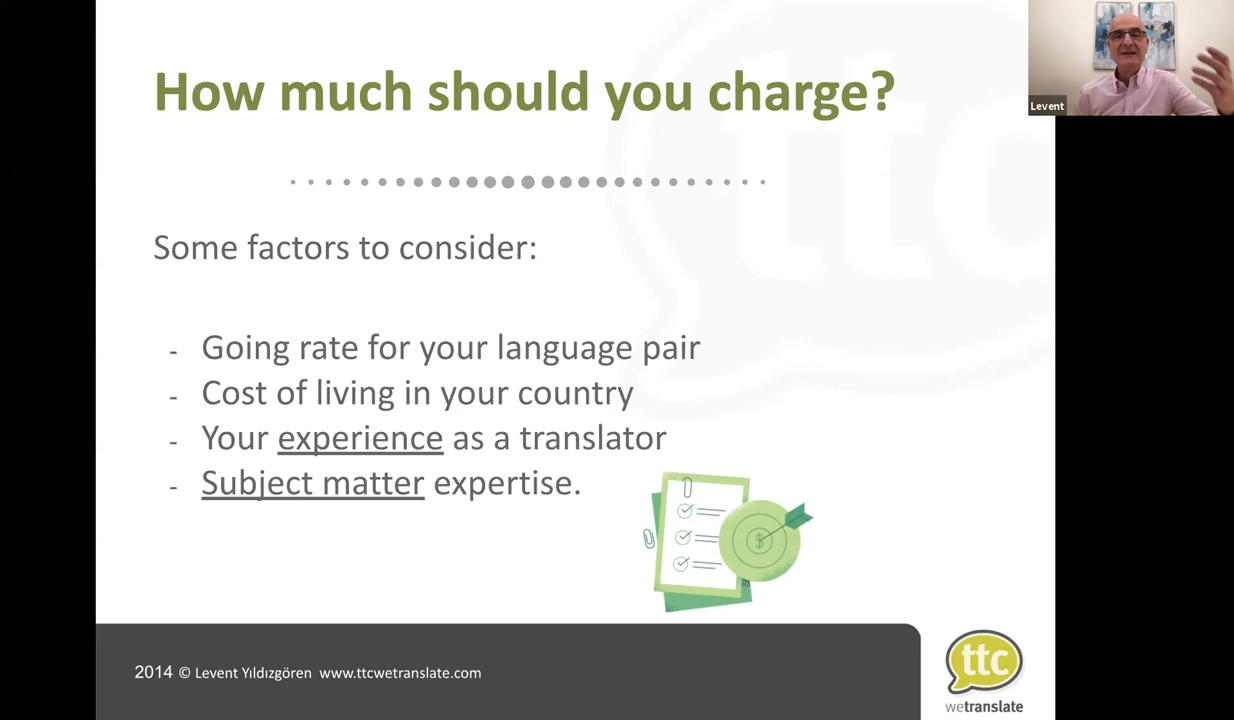 How much should you charge?
Levent
Some factors to consider:
- Going rate for your language pair
- Cost of living in your country
- Your experience as a translator
- Subject matter expertise.
$
2014 © Levent Yıldızgören www.ttcwetranslate.com
ttc
wetranslate
ttc